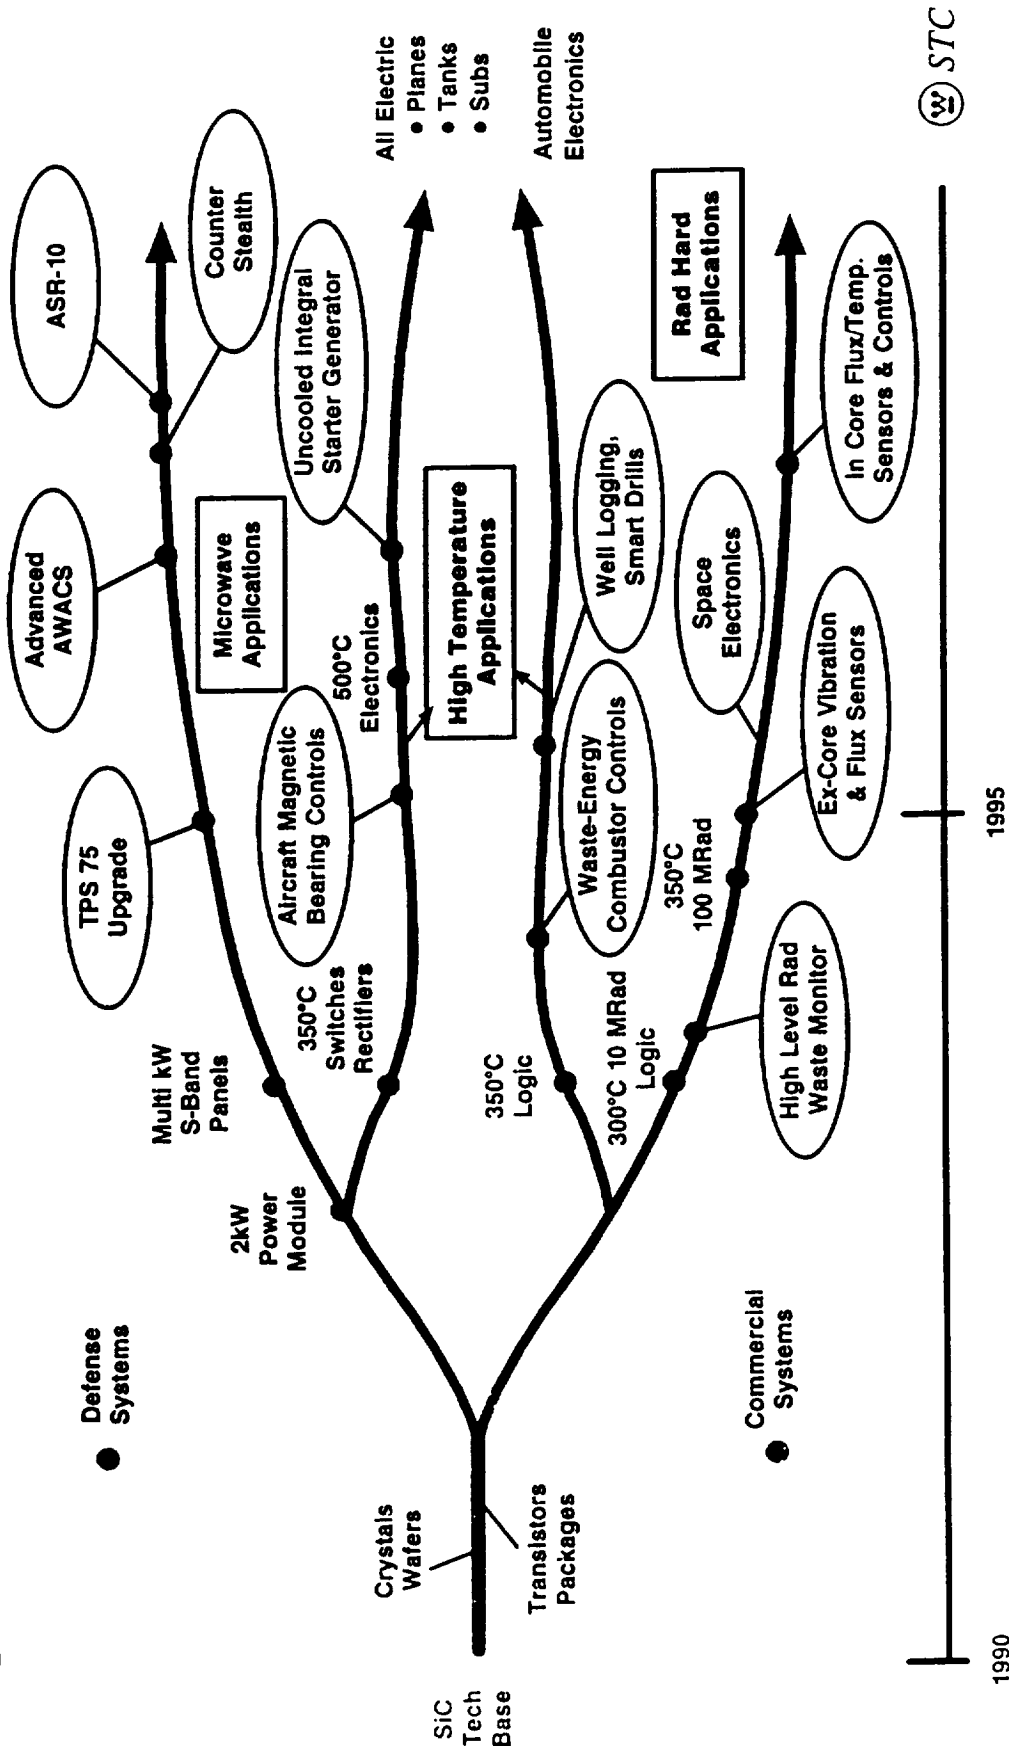 SiC
Tech
Base
Crystals
Wafers
Transistors
Packages
Defense
Systems
Commercial
Systems
2kW
Power
Module
Multi kW
S-Band
Panels
TPS 75
Upgrade
Advanced
AWACS
ASR-10
Counter
Stealth
Microwave
Applications
350°C
Switches
Rectifiers
Aircraft Magnetic
Bearing Controls
500°C
Electronics
Uncooled Integral
Starter Generator
All Electric
• Planes
• Tanks
• Subs
High Temperature
Applications
350°C
Logic
Waste-Energy
Combustor Controls
Well Logging,
Smart Drills
Automobile
Electronics
300°C 10 MRad
Logic
High Level Rad
Waste Monitor
350°C
100 MRad
Ex-Core Vibration
& Flux Sensors
Space
Electronics
In Core Flux/Temp.
Sensors & Controls
Rad Hard
Applications
1990
1995
W STC